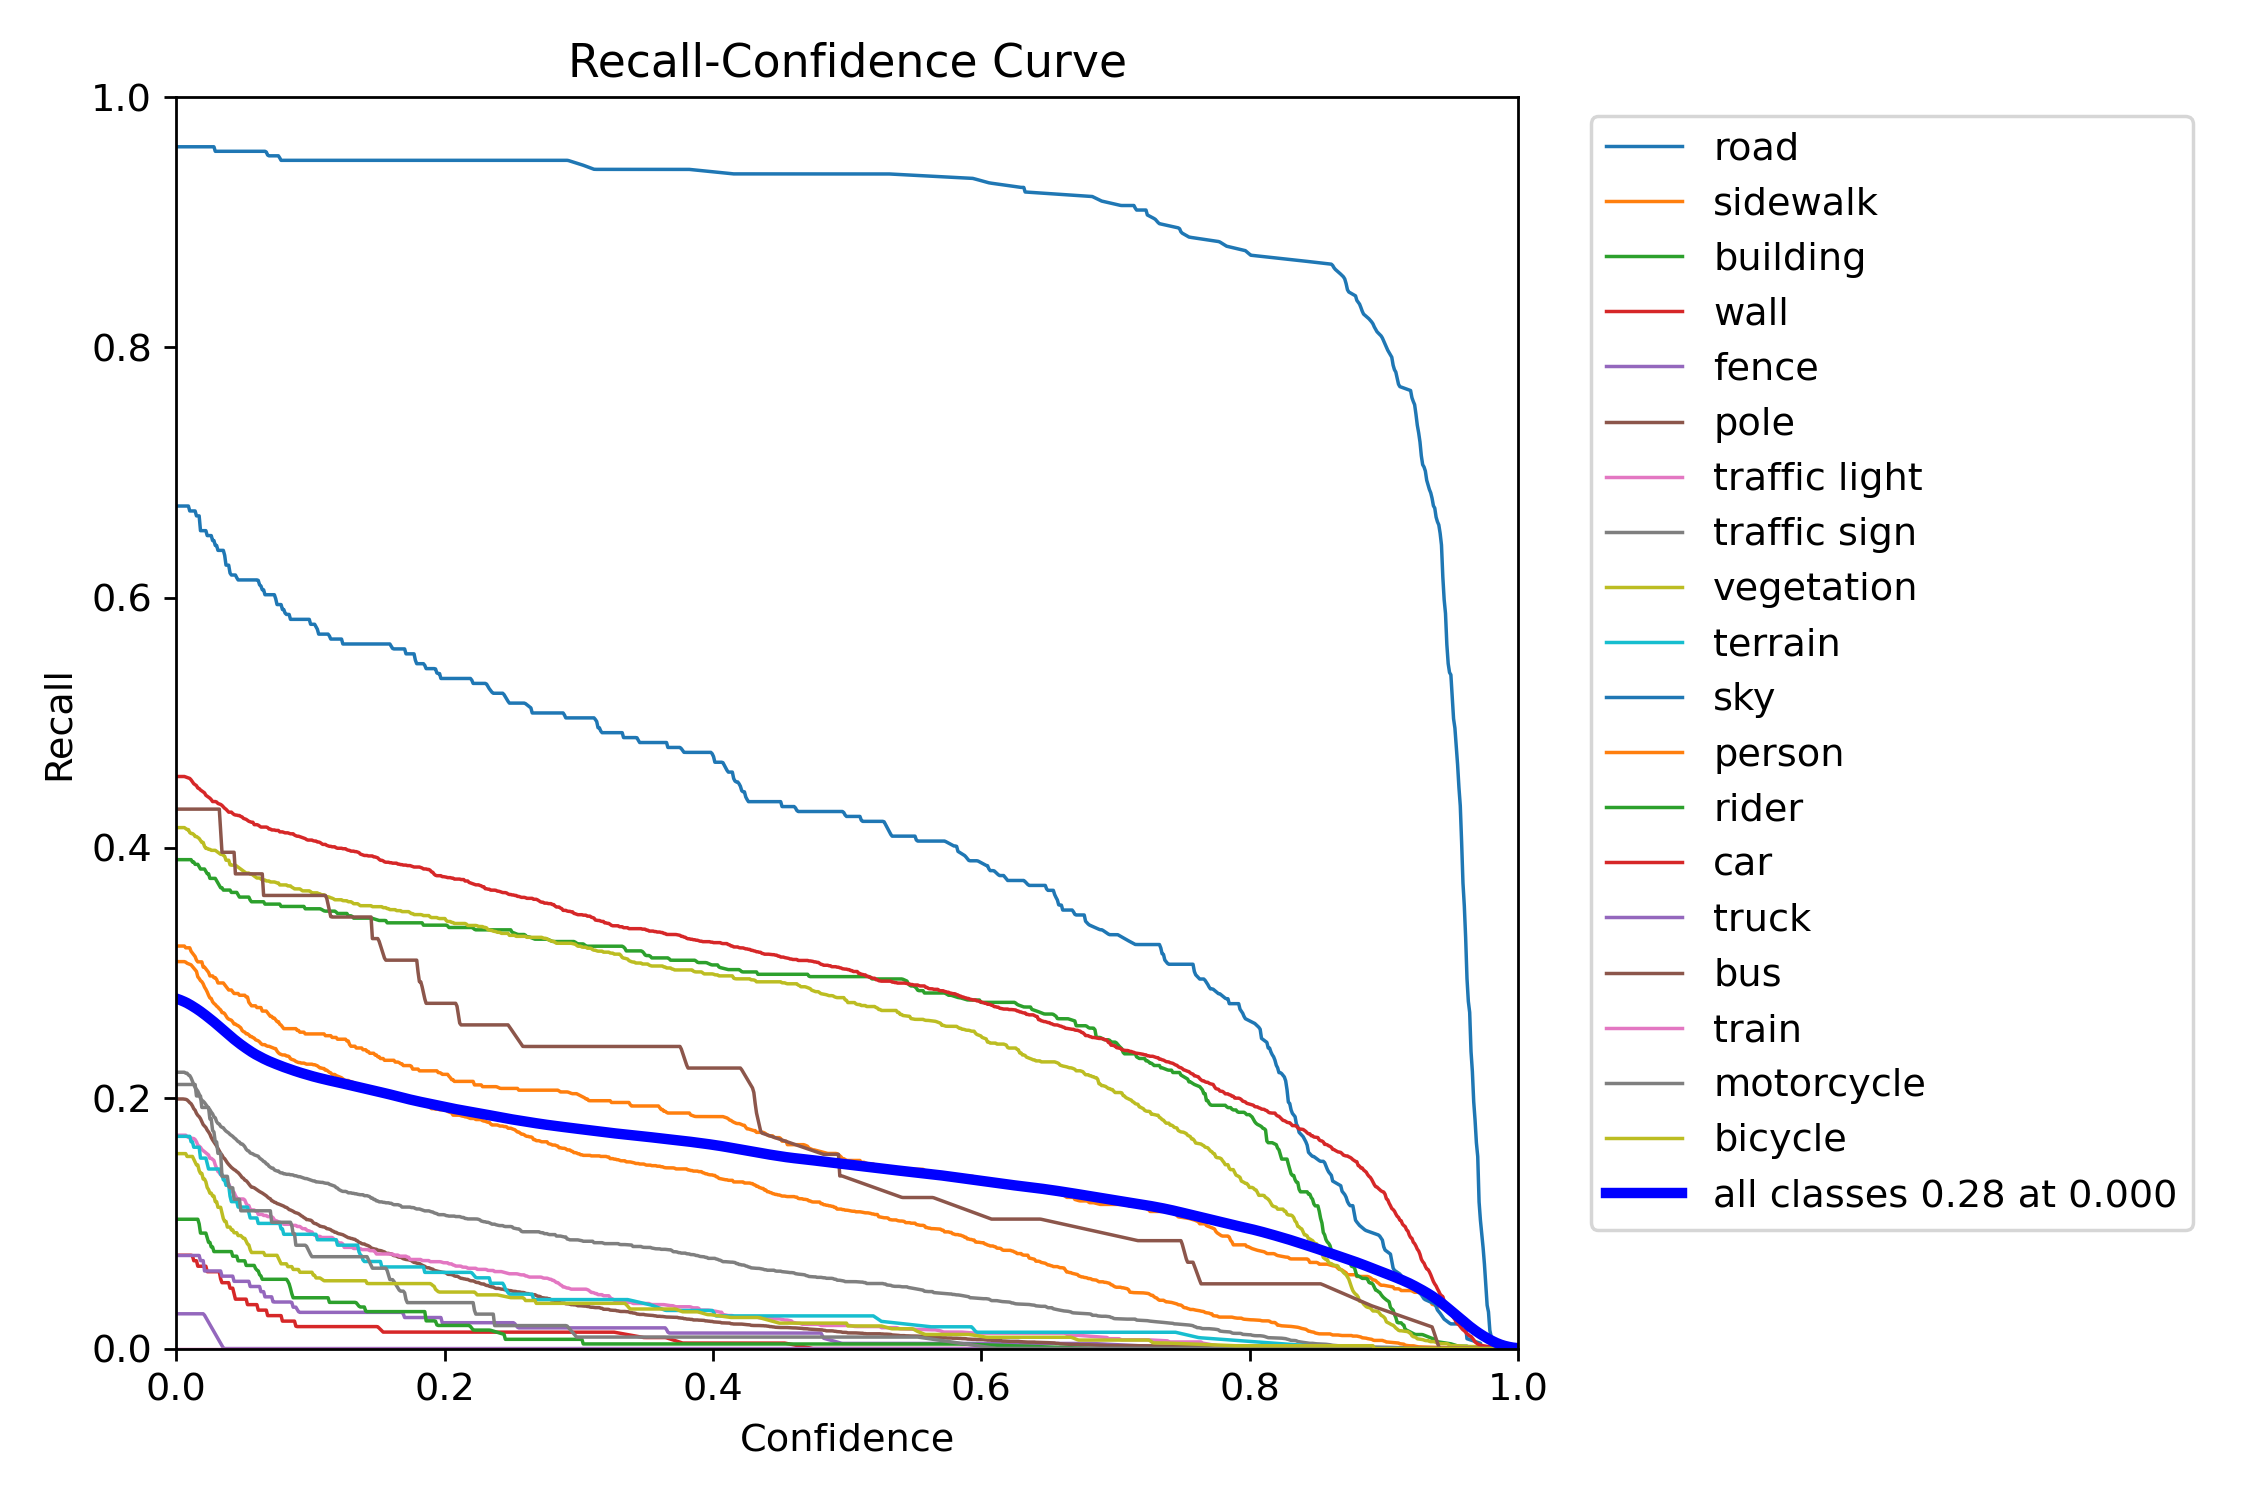 Recall-Confidence Curve
1.0
0.8
0.6
0.4
0.2
0.0
Recall
0.0 0.2 0.4 0.6 0.8 1.0
Confidence
road
sidewalk
building
wall
fence
pole
traffic light
traffic sign
vegetation
terrain
sky
person
rider
car
truck
bus
train
motorcycle
bicycle
all classes 0.28 at 0.000